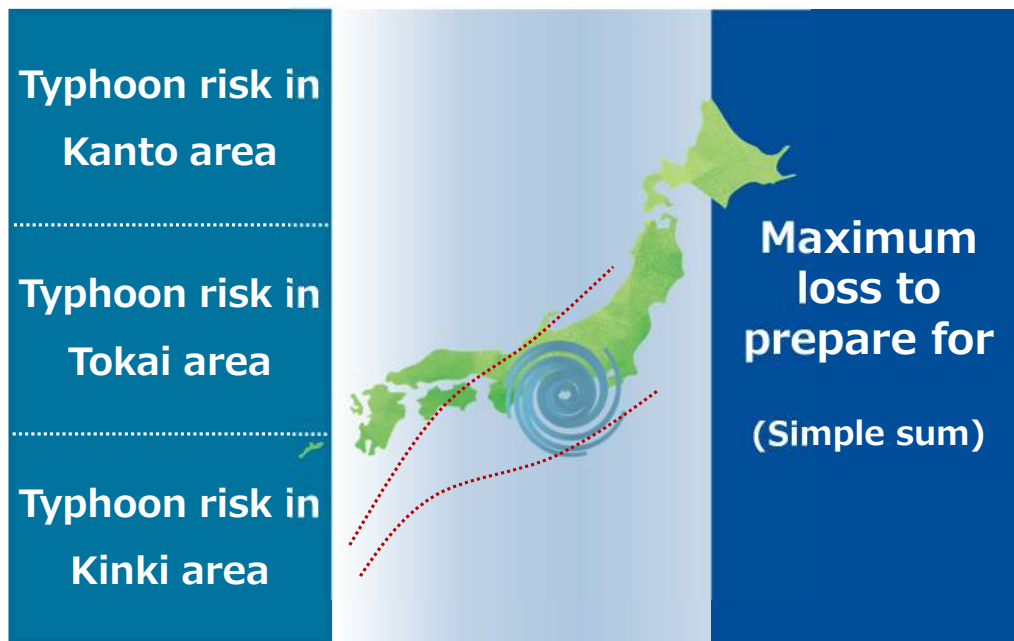 Typhoon risk in
Kanto area
Typhoon risk in
Tokai area
Typhoon risk in
Kinki area
Maximum
loss to
prepare for
(Simple sum)